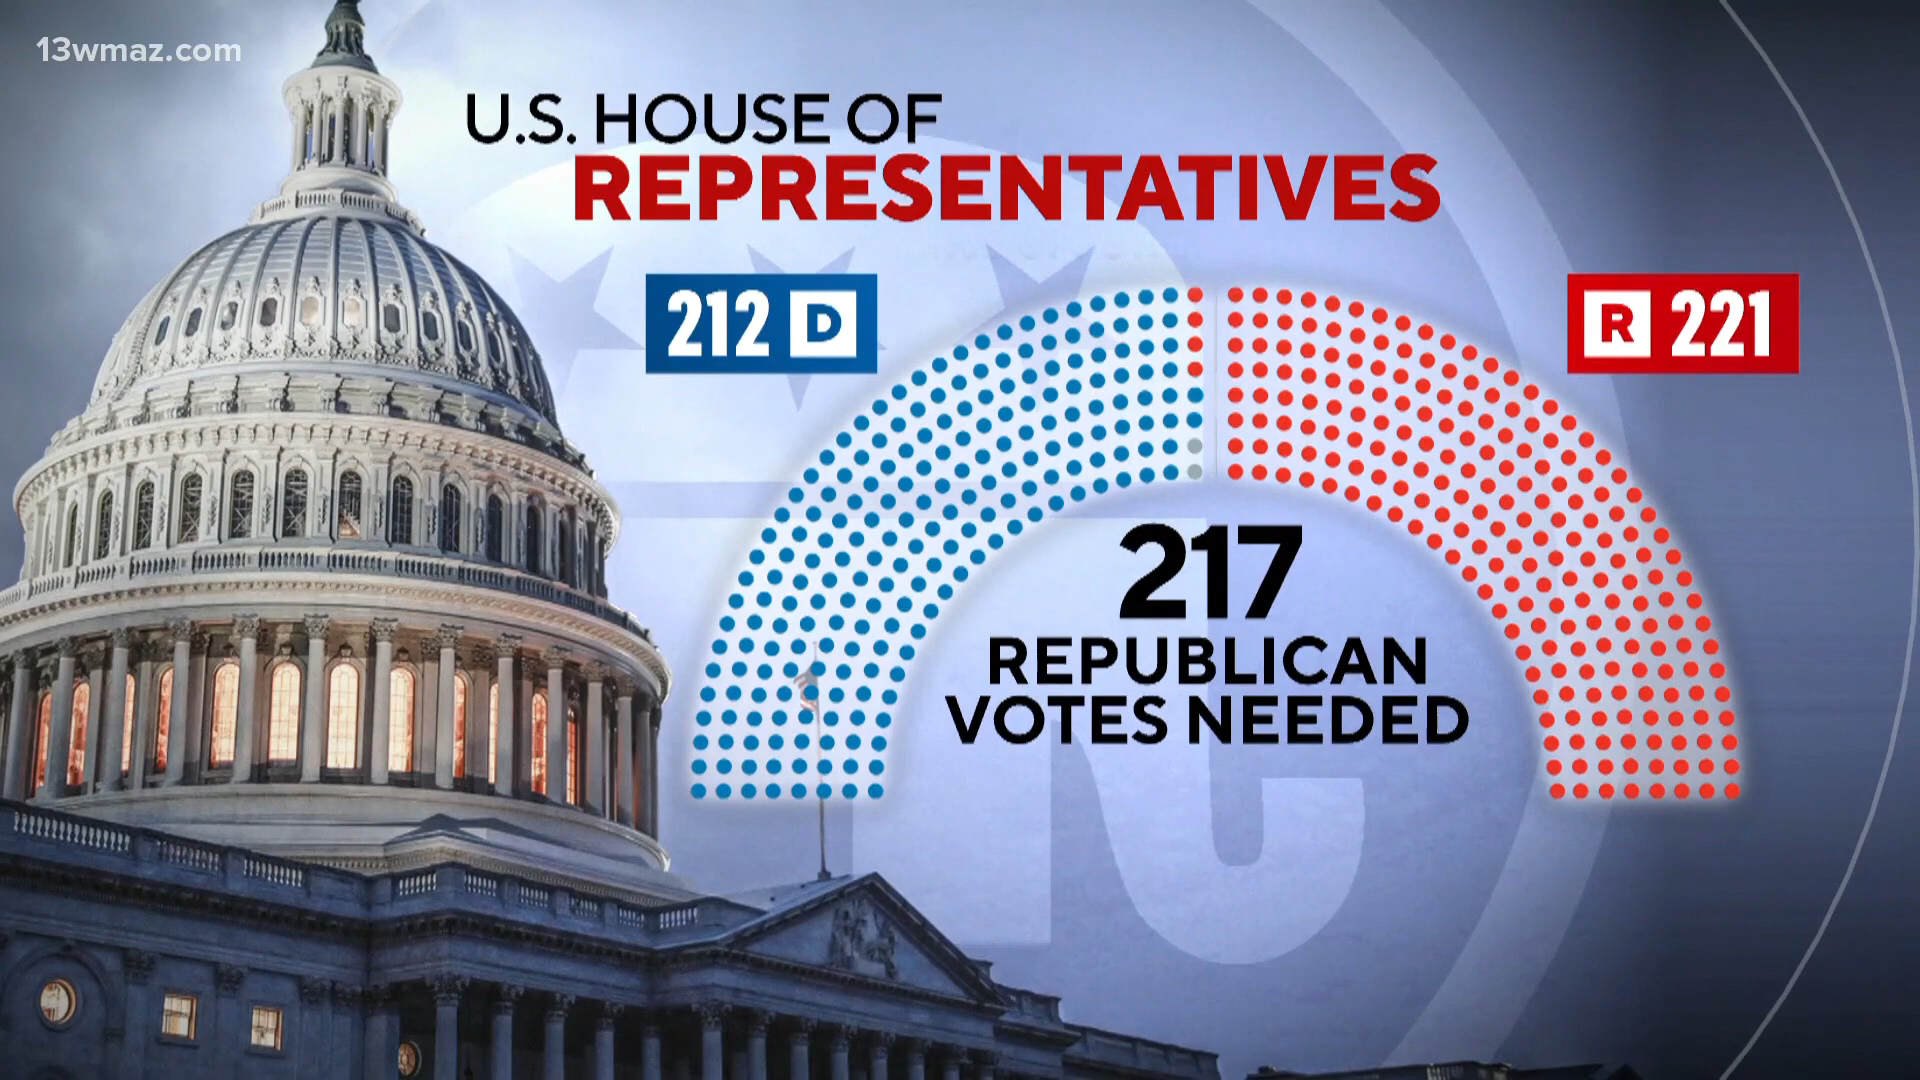 13wmaz.com
U.S. HOUSE OF
REPRESENTATIVES
212 D
R 221
217
REPUBLICAN
VOTES NEEDED